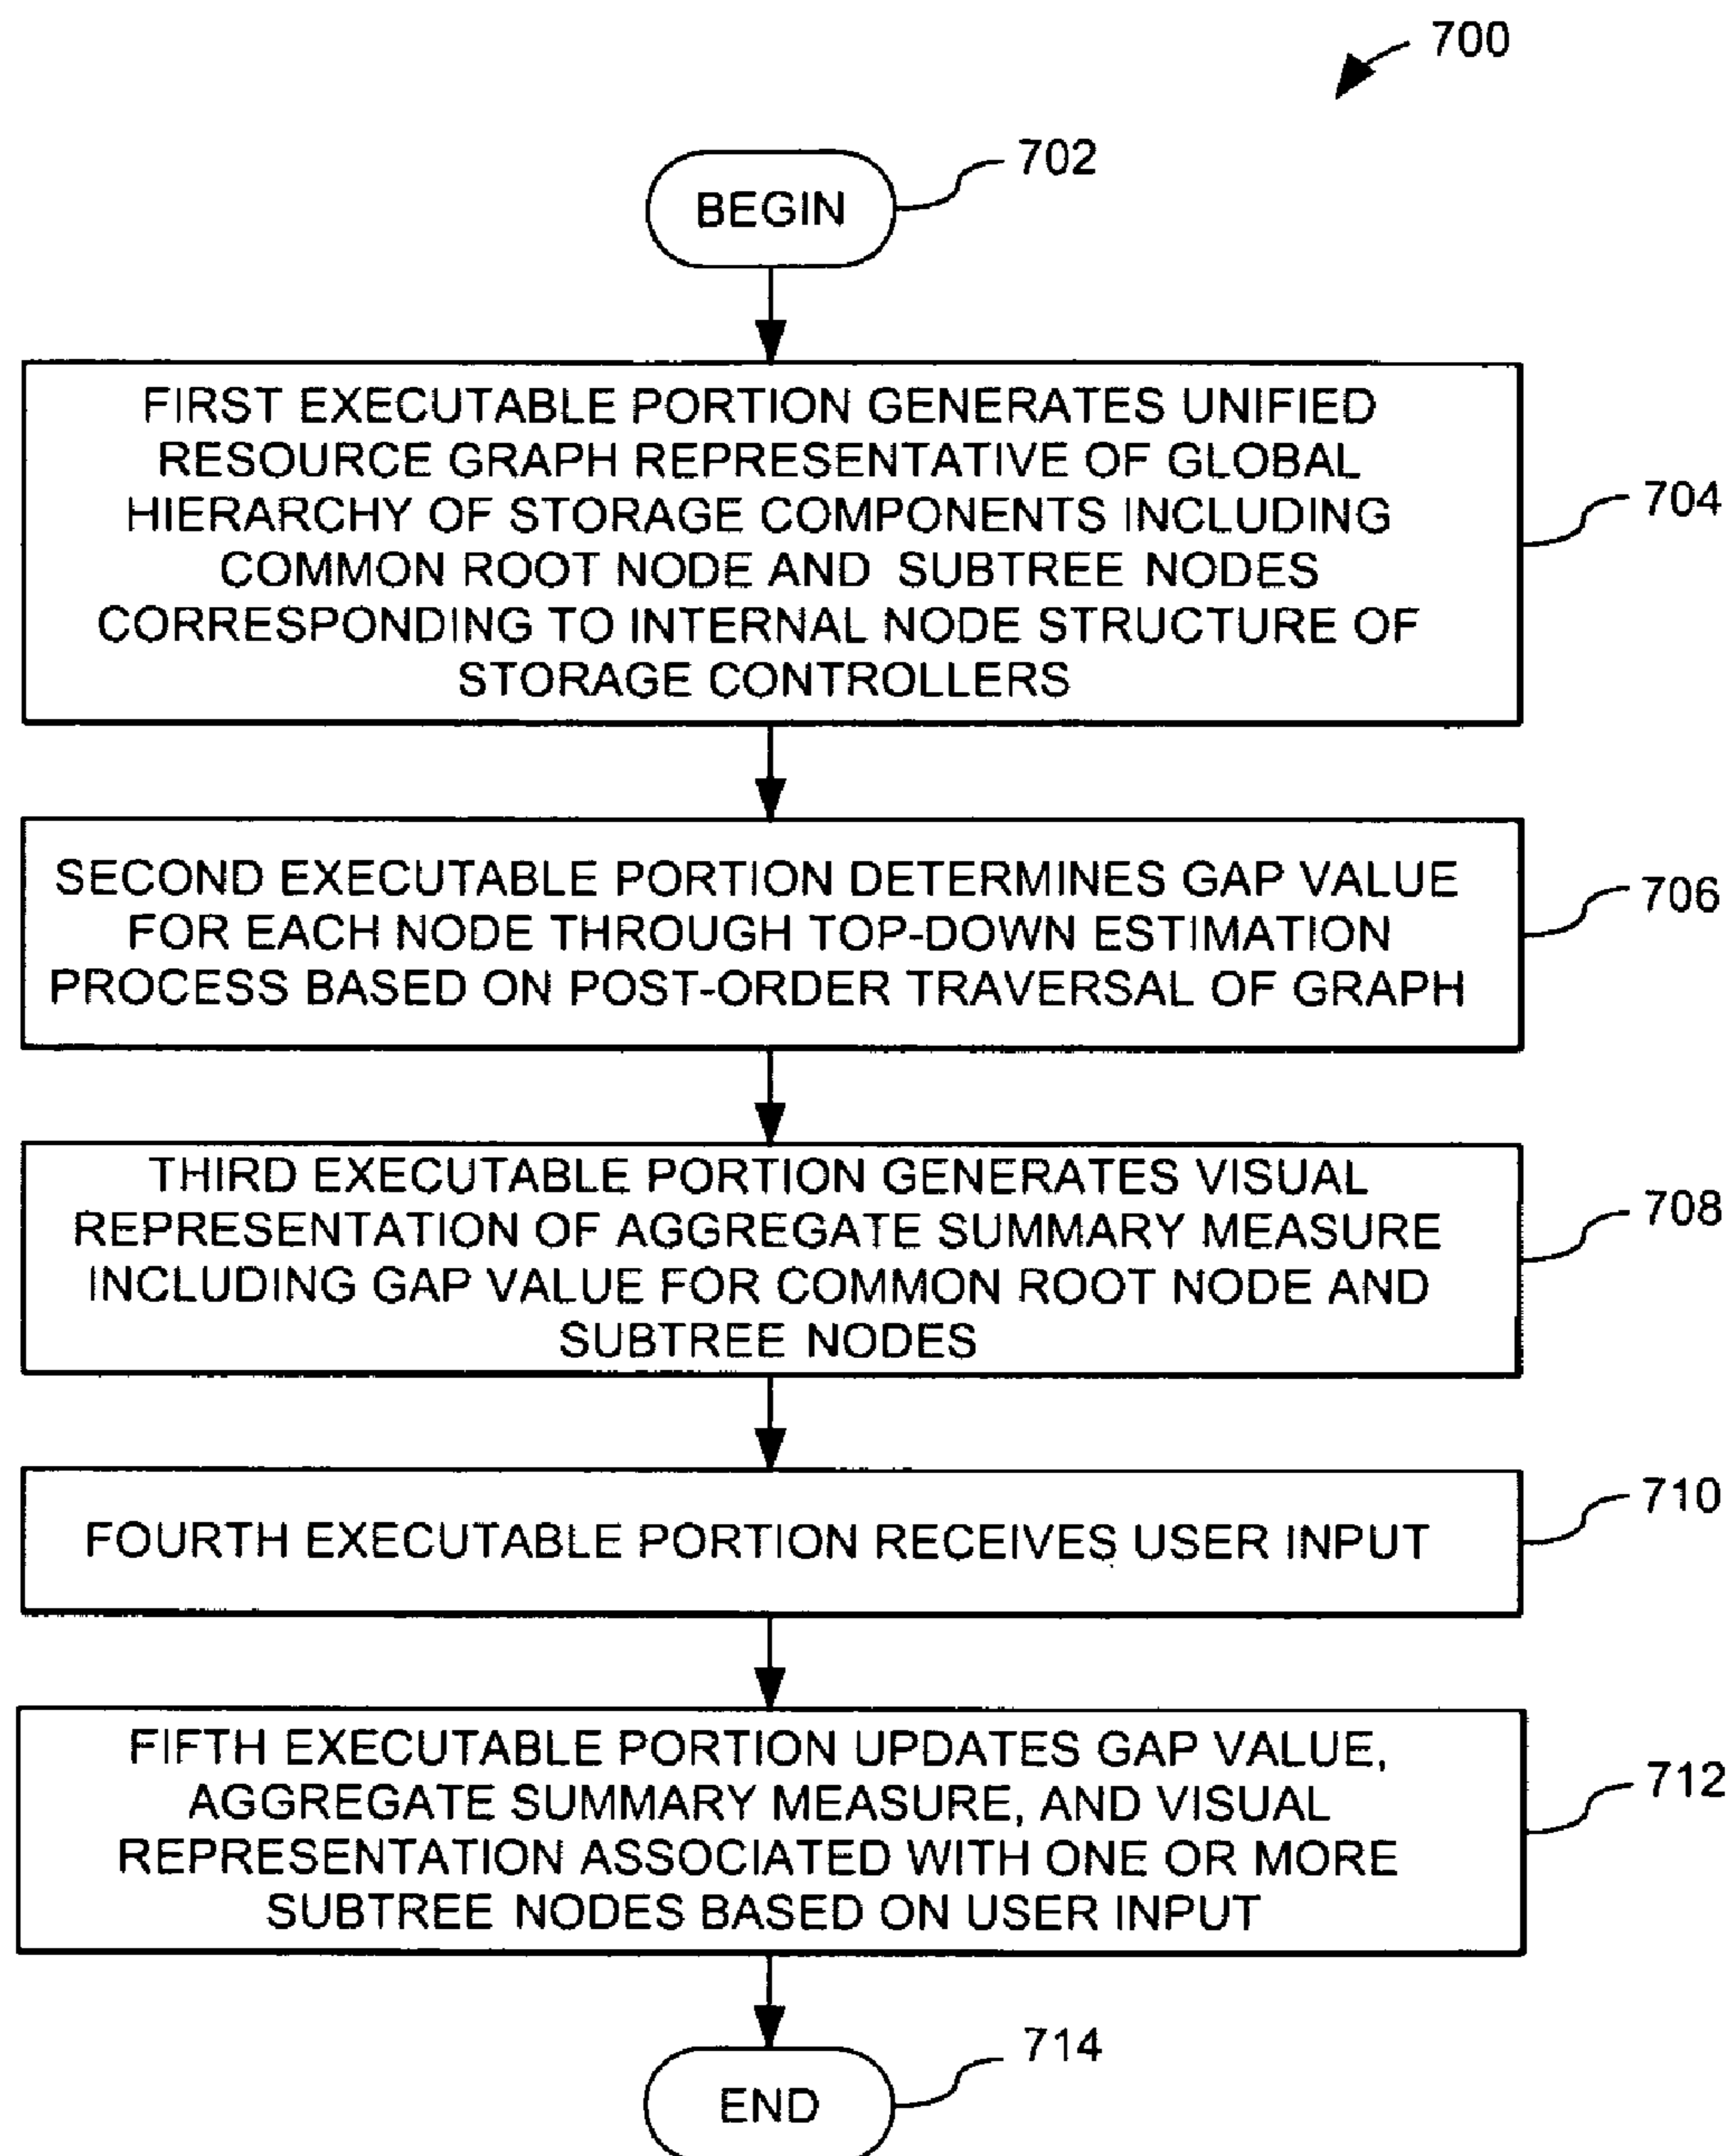 700
702
BEGIN
FIRST EXECUTABLE PORTION GENERATES UNIFIED
RESOURCE GRAPH REPRESENTATIVE OF GLOBAL
HIERARCHY OF STORAGE COMPONENTS INCLUDING
COMMON ROOT NODE AND SUBTREE NODES
CORRESPONDING TO INTERNAL NODE STRUCTURE OF
STORAGE CONTROLLERS
704
SECOND EXECUTABLE PORTION DETERMINES GAP VALUE
FOR EACH NODE THROUGH TOP-DOWN ESTIMATION
PROCESS BASED ON POST-ORDER TRAVERSAL OF GRAPH
706
THIRD EXECUTABLE PORTION GENERATES VISUAL
REPRESENTATION OF AGGREGATE SUMMARY MEASURE
INCLUDING GAP VALUE FOR COMMON ROOT NODE AND
SUBTREE NODES
708
FOURTH EXECUTABLE PORTION RECEIVES USER INPUT
710
FIFTH EXECUTABLE PORTION UPDATES GAP VALUE,
AGGREGATE SUMMARY MEASURE, AND VISUAL
REPRESENTATION ASSOCIATED WITH ONE OR MORE
SUBTREE NODES BASED ON USER INPUT
712
714
END